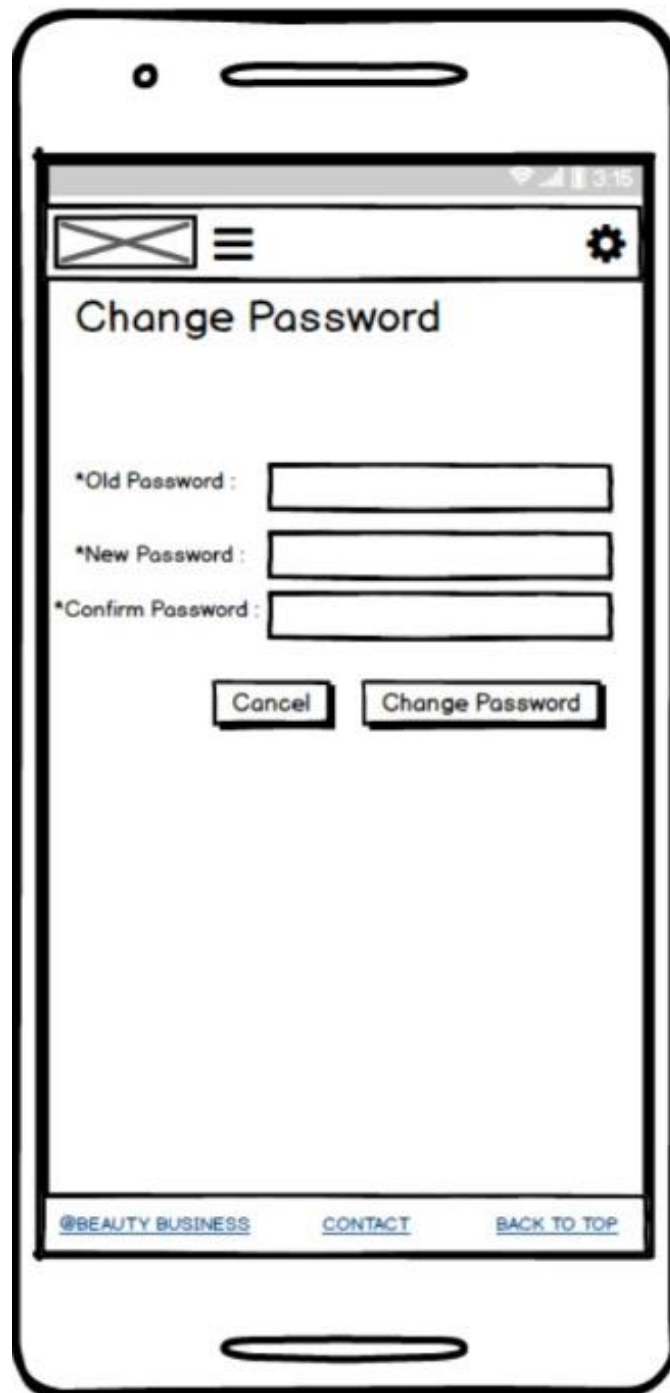 3:15
Change Password
*Old Password :
*New Password :
*Confirm Password :
Cancel Change Password
@BEAUTY BUSINESS CONTACT BACK TO TOP